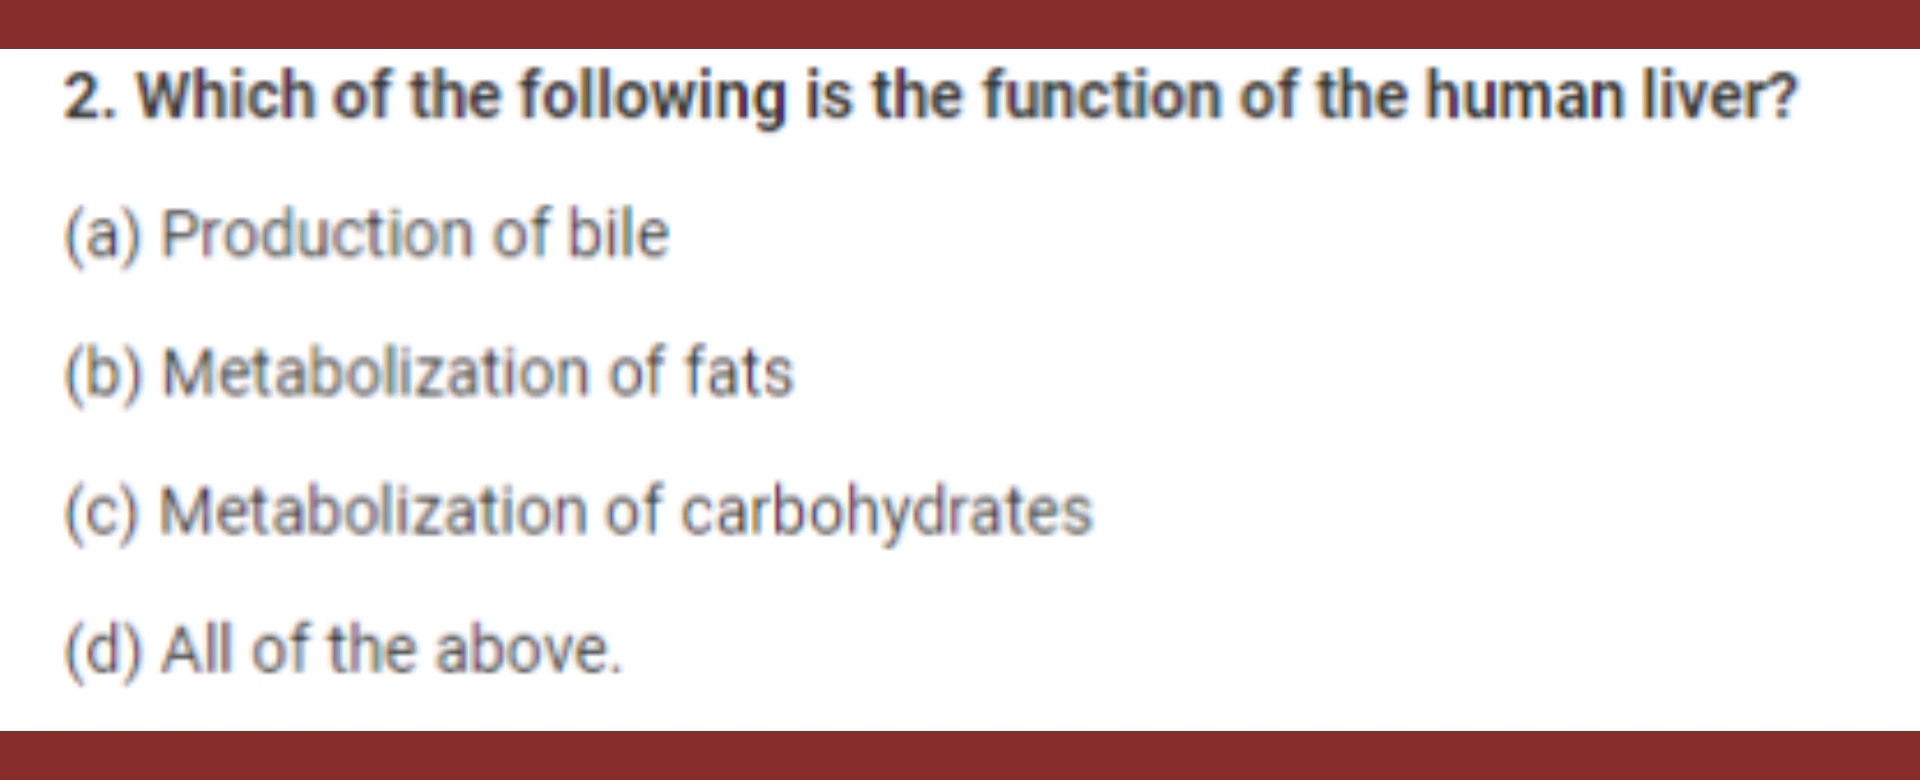 2. Which of the following is the function of the human liver?
(a) Production of bile
(b) Metabolization of fats
(c) Metabolization of carbohydrates
(d) All of the above.